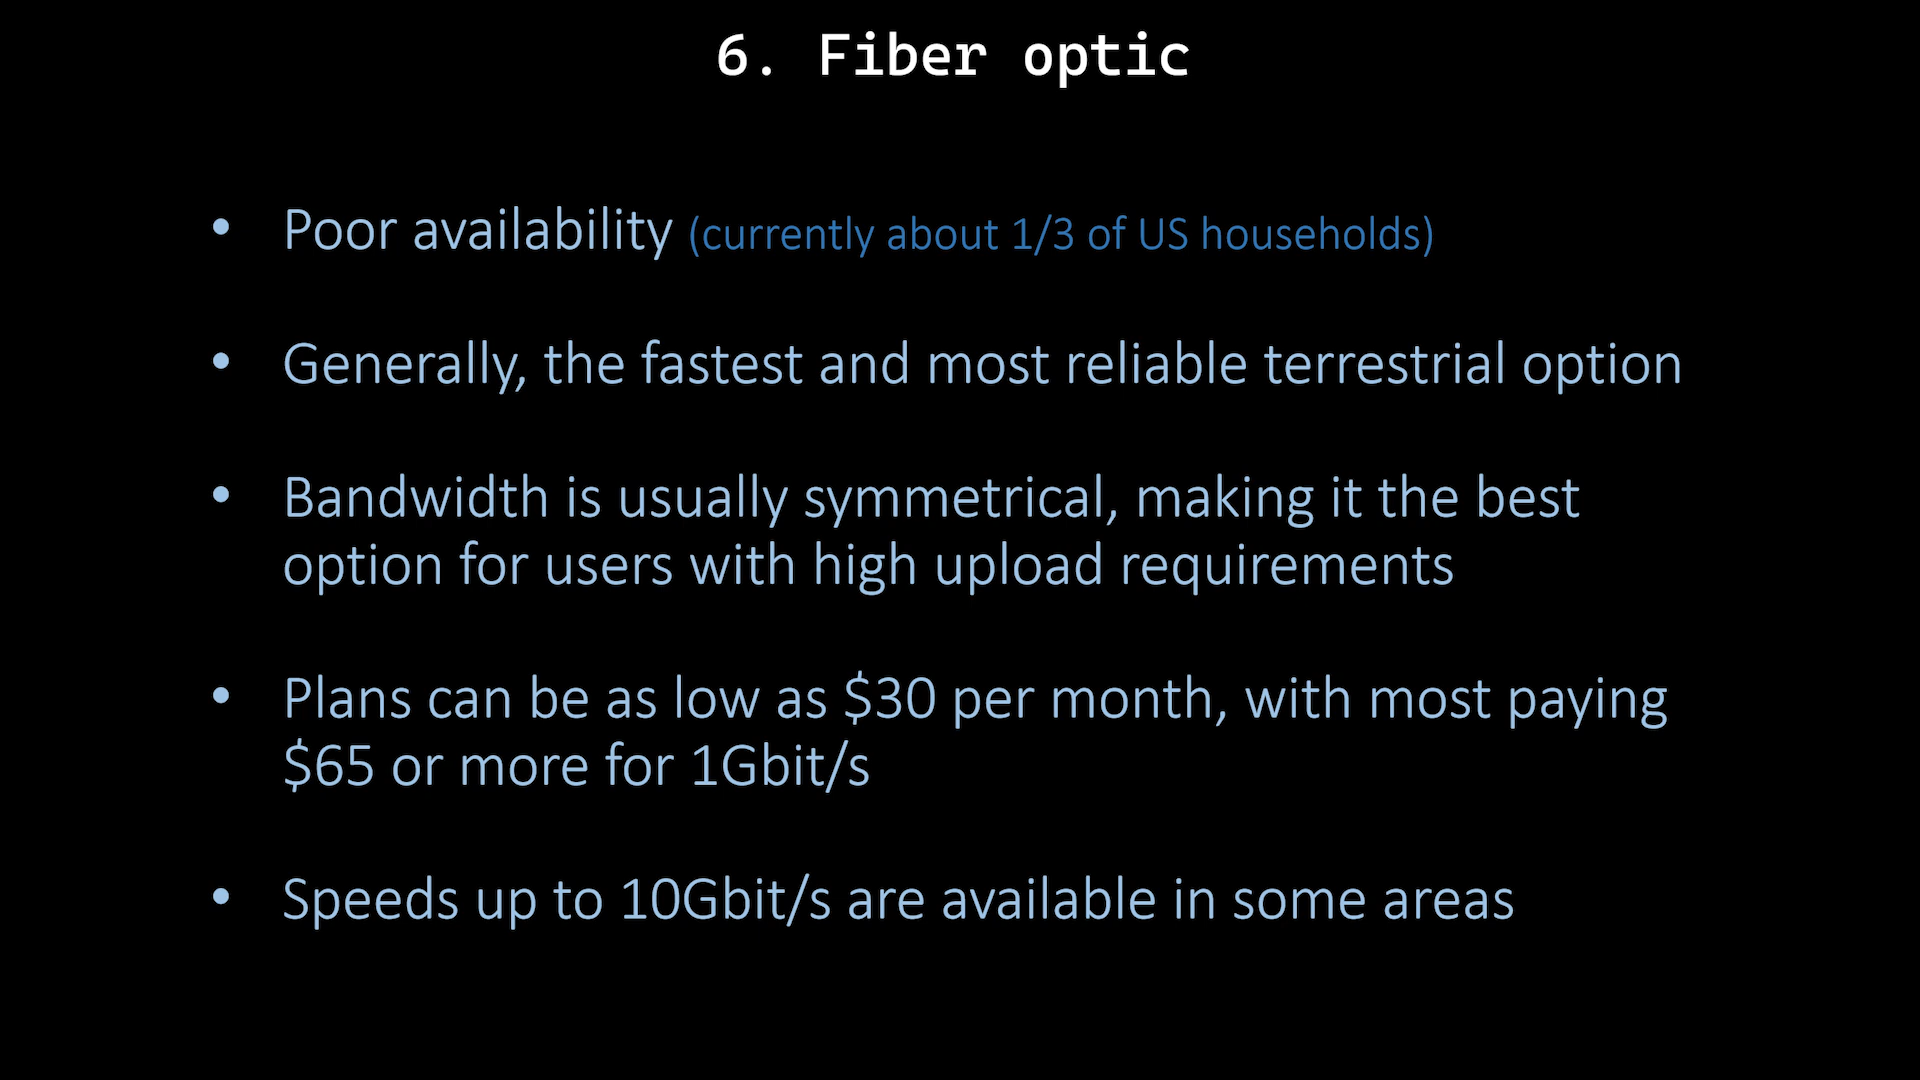 6. Fiber optic
• Poor availability (currently about 1/3 of US households)
• Generally, the fastest and most reliable terrestrial option
• Bandwidth is usually symmetrical, making it the best
option for users with high upload requirements
• Plans can be as low as $30 per month, with most paying
$65 or more for 1Gbit/s
• Speeds up to 10Gbit/s are available in some areas